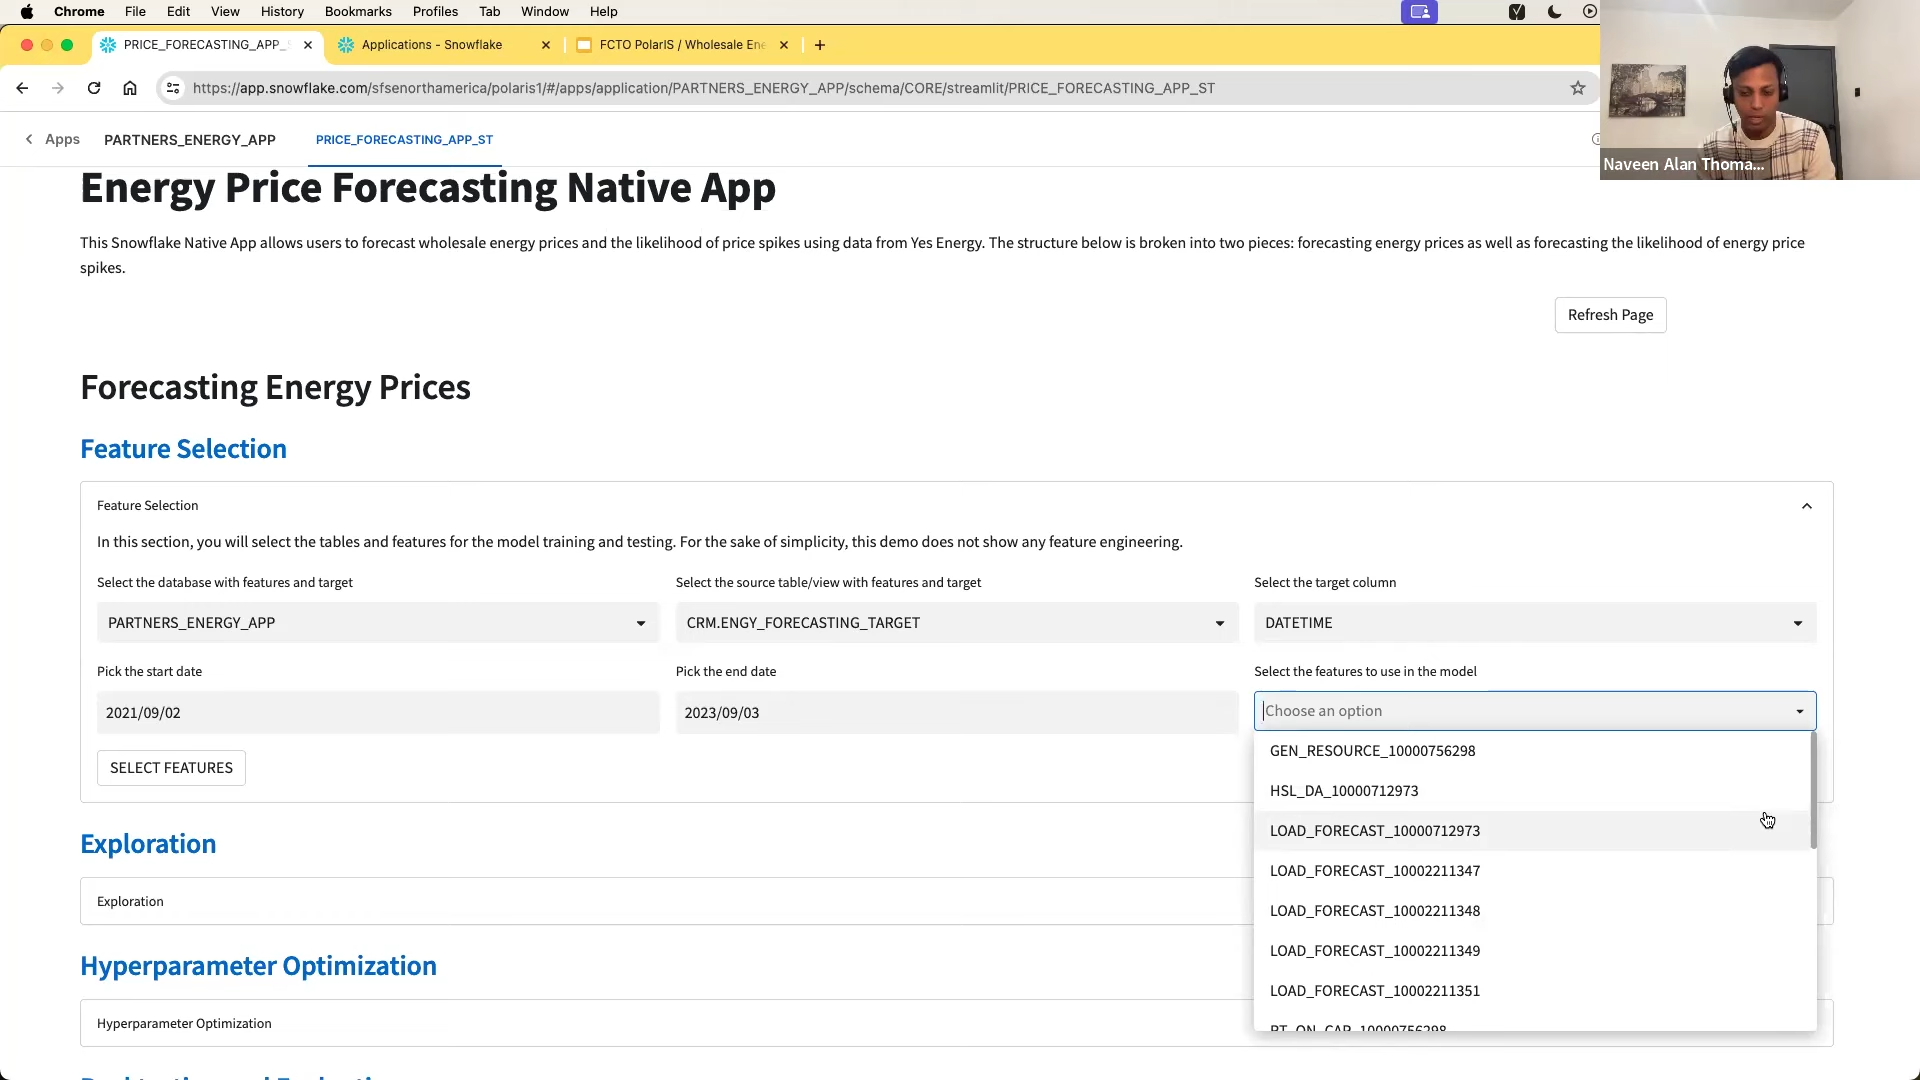 Chrome File Edit View History Bookmarks Profiles Tab Window Help
PRICE_FORECASTING_APP_
Applications - Snowflake
FCTO PolarIS / Wholesale Ene
https://app.snowflake.com/sfsenorthamerica/polaris1/#/apps/application/PARTNERS_ENERGY_APP/schema/CORE/streamlit/PRICE_FORECASTING_APP_ST
Apps PARTNERS_ENERGY_APP PRICE_FORECASTING_APP_ST
Naveen Alan Thoma...
Energy Price Forecasting Native App
This Snowflake Native App allows users to forecast wholesale energy prices and the likelihood of price spikes using data from Yes Energy. The structure below is broken into two pieces: forecasting energy prices as well as forecasting the likelihood of energy price
spikes.
Refresh Page
Forecasting Energy Prices
Feature Selection
Feature Selection
In this section, you will select the tables and features for the model training and testing. For the sake of simplicity, this demo does not show any feature engineering.
Select the database with features and target
PARTNERS_ENERGY_APP
Select the source table/view with features and target
CRM.ENGY_FORECASTING_TARGET
Select the target column
DATETIME
Pick the start date
2021/09/02
Pick the end date
2023/09/03
Select the features to use in the model
Choose an option
GEN_RESOURCE_10000756298
HSL_DA_10000712973
LOAD_FORECAST_10000712973
LOAD_FORECAST_10002211347
LOAD_FORECAST_10002211348
LOAD_FORECAST_10002211349
LOAD_FORECAST_10002211351
RT_ON_CAP_10000756298
SELECT FEATURES
Exploration
Exploration
Hyperparameter Optimization
Hyperparameter Optimization